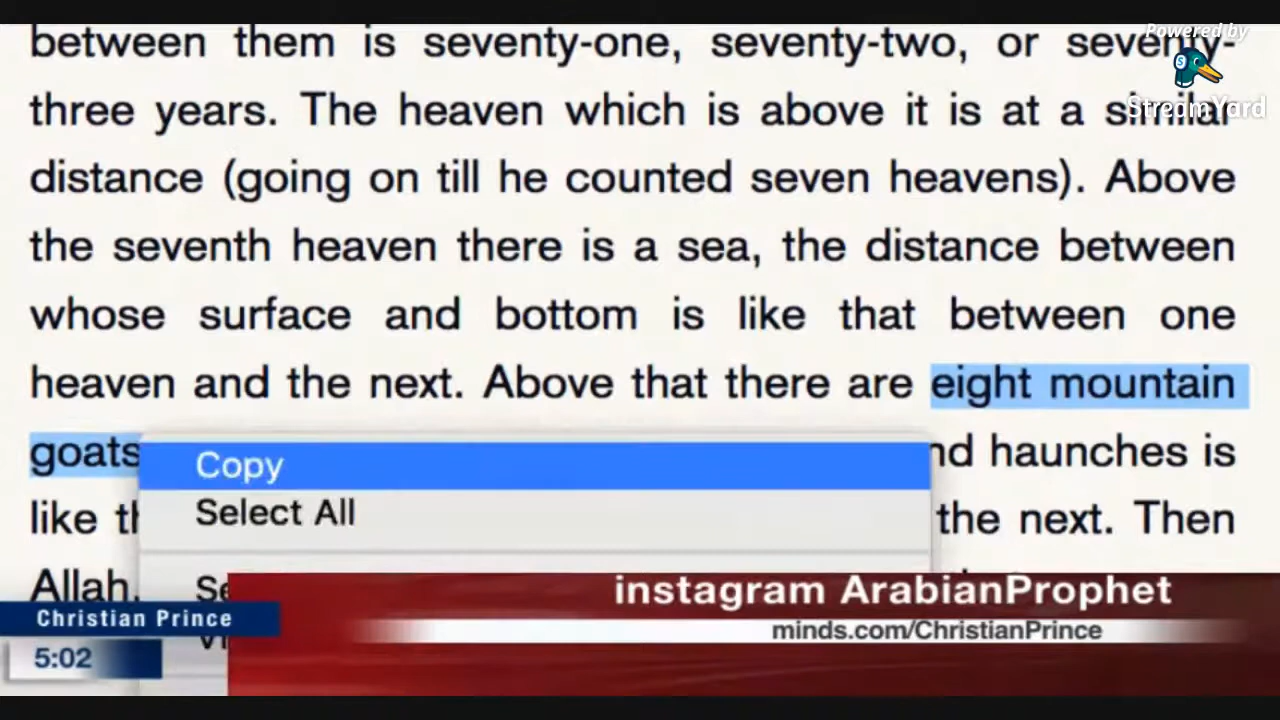 Powered by
StreamYard
between them is seventy-one, seventy-two, or seventy-
three years. The heaven which is above it is at a similar
distance (going on till he counted seven heavens). Above
the seventh heaven there is a sea, the distance between
whose surface and bottom is like that between one
heaven and the next. Above that there are eight mountain
goats haunches is
Copy
like the next. Then
Select All
Allah,
instagram ArabianProphet
Christian Prince
minds.com/ChristianPrince
5:02